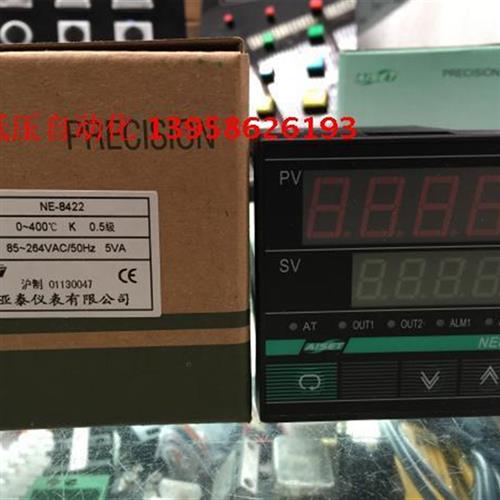 低压自动化 13958626193
PRECISION
NE-8422
0~400℃ K 0.5级
85~264VAC/50Hz 5VA
沪制 01130047
CE
亚泰仪表有限公司
PRECISION
PV
SV
AT OUT1 OUT2 ALM1
AISET
NE